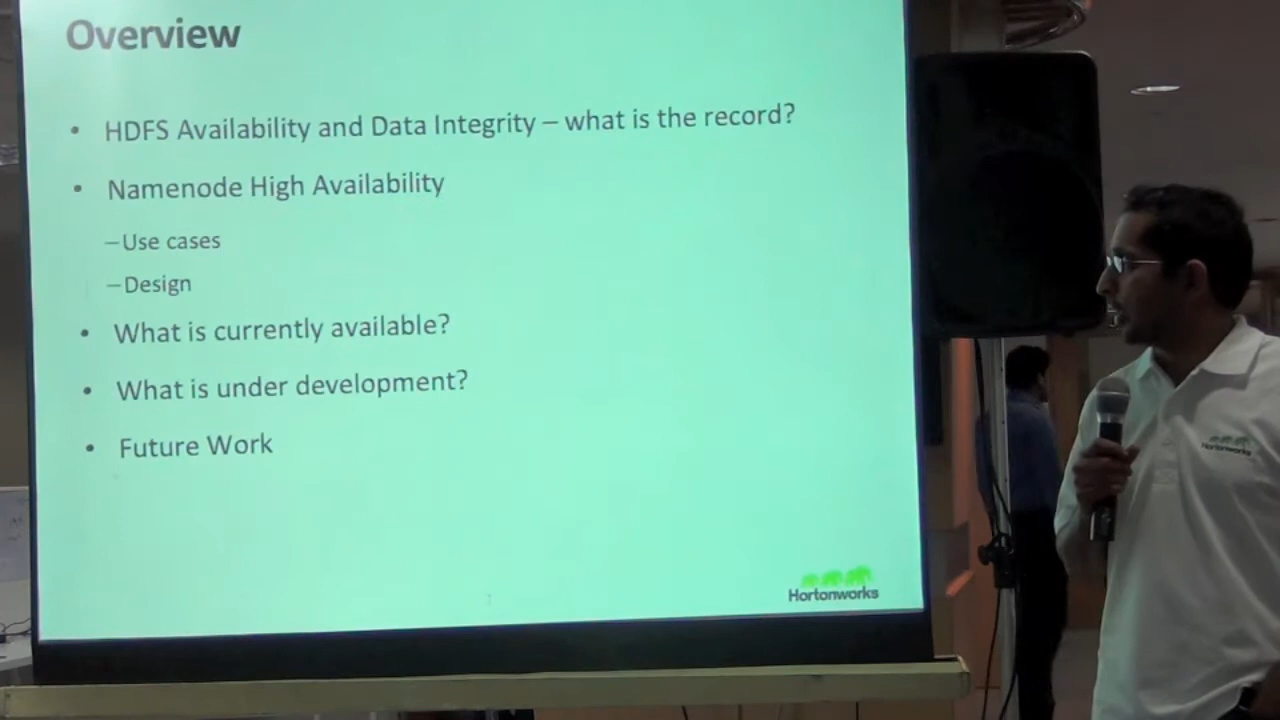 Overview
• HDFS Availability and Data Integrity – what is the record?
• Namenode High Availability
–Use cases
–Design
• What is currently available?
• What is under development?
• Future Work
Hortonworks
Hortonworks